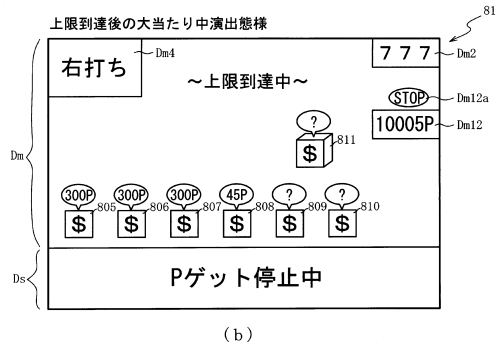 上限到達後の大当たり中演出態様
81
右打ち
Dm4
777
Dm2
～上限到達中～
STOP
Dm12a
10005P
Dm12
?
$
811
Dm
300P 300P 300P 45P ? ?
$ 805 $ 806 $ 807 $ 808 $ 809 $ 810
Ds
Pゲット停止中
(b)